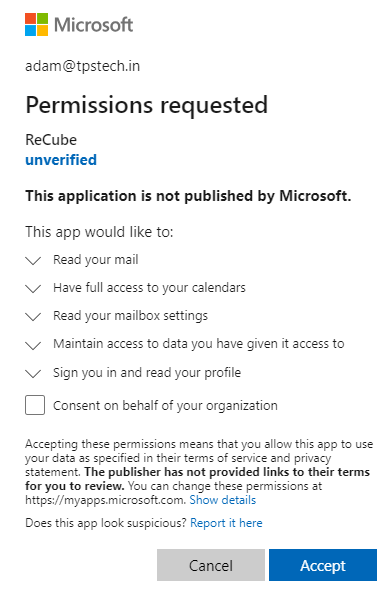 Microsoft
adam@tpstech.in
Permissions requested
ReCube
unverified
This application is not published by Microsoft.
This app would like to:
Read your mail
Have full access to your calendars
Read your mailbox settings
Maintain access to data you have given it access to
Sign you in and read your profile
Consent on behalf of your organization
Accepting these permissions means that you allow this app to use
your data as specified in their terms of service and privacy
statement. The publisher has not provided links to their terms
for you to review. You can change these permissions at
https://myapps.microsoft.com. Show details
Does this app look suspicious? Report it here
Cancel
Accept